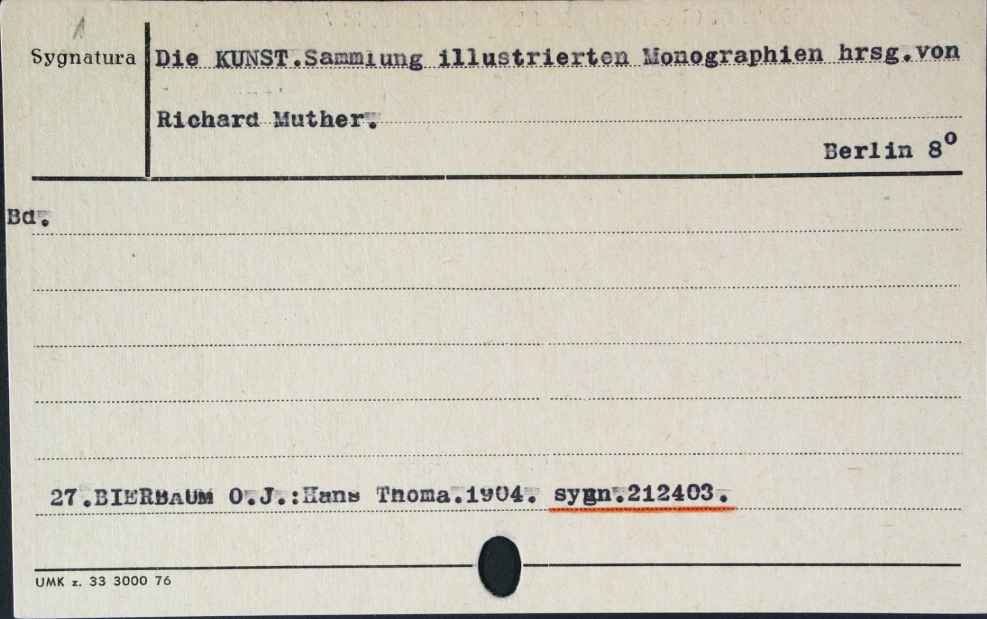 Sygnatura
Die KUNST.Sammlung illustrierten Monographien hrsg.von
Richard Muther.
Berlin 8⁰
Bd.
27.BIERBAUM O.J.:Hans Thoma.1904. sygn.212403.
UMK z. 33 3000 76